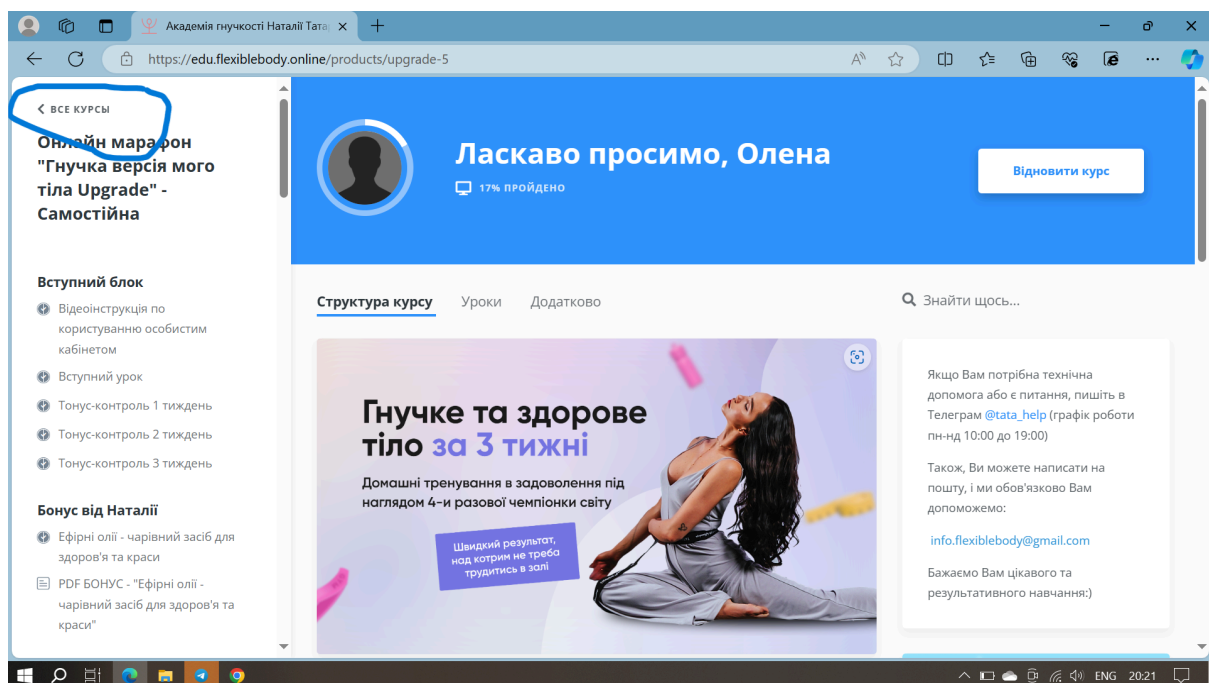 Академія гнучкості Наталії Тата
https://edu.flexiblebody.online/products/upgrade-5
ВСЕ КУРСЫ
Онлайн марафон
"Гнучка версія мого
тіла Upgrade" -
Самостійна
Вступний блок
Відеоінструкція по
користуванню особистим
кабінетом
Вступний урок
Тонус-контроль 1 тиждень
Тонус-контроль 2 тиждень
Тонус-контроль 3 тиждень
Бонус від Наталії
Ефірні олії - чарівний засіб для
здоров'я та краси
PDF БОНУС - "Ефірні олії -
чарівний засіб для здоров'я та
краси"
Ласкаво просимо, Олена
17% ПРОЙДЕНО
Відновити курс
Структура курсу Уроки Додатково
Знайти щось...
Гнучке та здорове
тіло за 3 тижні
Домашні тренування в задоволення під
наглядом 4-и разової чемпіонки світу
Швидкий результат,
над котрим не треба
трудитись в залі
Якщо Вам потрібна технічна
допомога або є питання, пишіть в
Телеграм @tata_help (графік роботи
пн-нд 10:00 до 19:00)
Також, Ви можете написати на
пошту, і ми обов'язково Вам
допоможемо:
info.flexiblebody@gmail.com
Бажаємо Вам цікавого та
результативного навчання:)
ENG 20:21